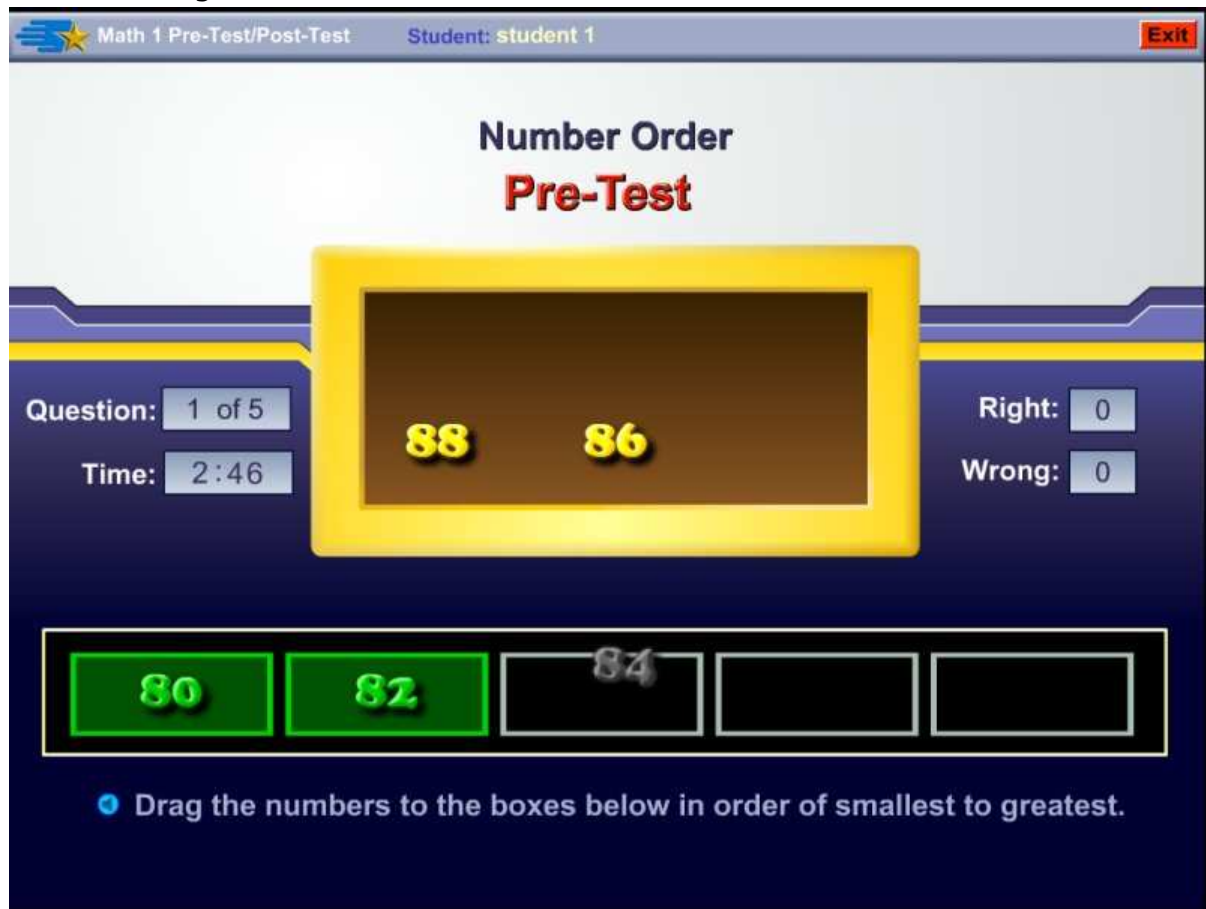 Math 1 Pre-Test/Post-Test Student: student 1 Exit
Number Order
Pre-Test
Question: 1 of 5
Time: 2:46
88 86
Right: 0
Wrong: 0
80 82 84
Drag the numbers to the boxes below in order of smallest to greatest.